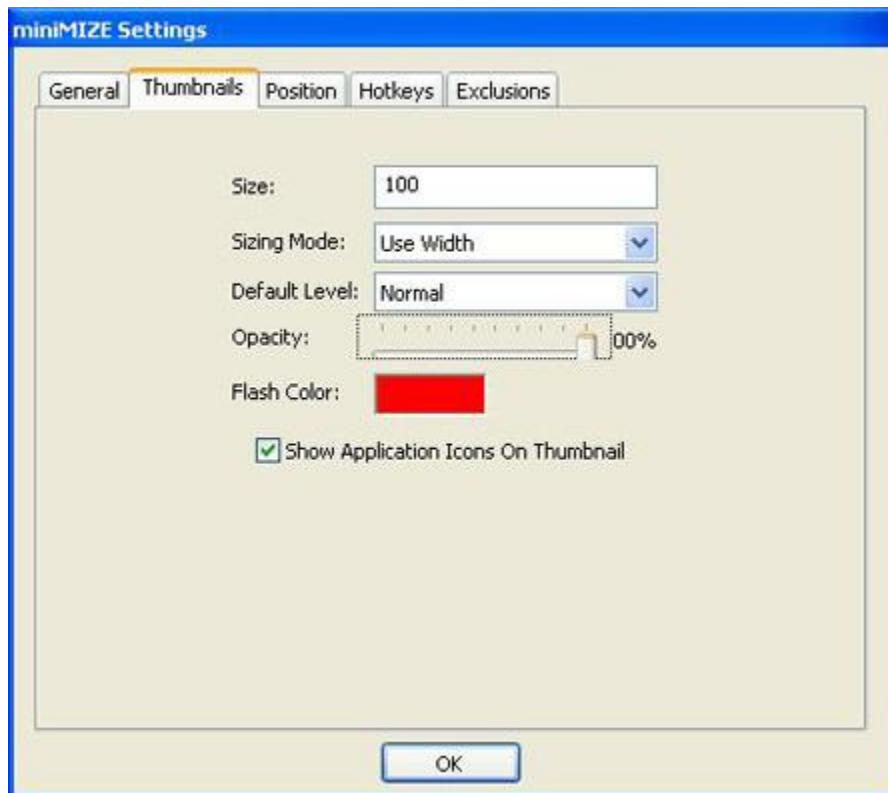 miniMIZE Settings
General Thumbnails Position Hotkeys Exclusions
Size: 100
Sizing Mode: Use Width
Default Level: Normal
Opacity: 00%
Flash Color:
Show Application Icons On Thumbnail
OK